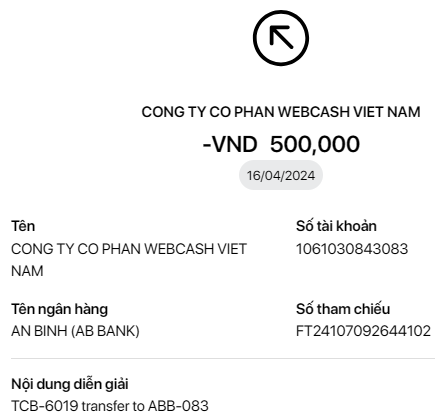 CONG TY CO PHAN WEBCASH VIET NAM
-VND 500,000
16/04/2024
Tên
CONG TY CO PHAN WEBCASH VIET
NAM
Số tài khoản
1061030843083
Tên ngân hàng
AN BINH (AB BANK)
Số tham chiếu
FT24107092644102
Nội dung diễn giải
TCB-6019 transfer to ABB-083